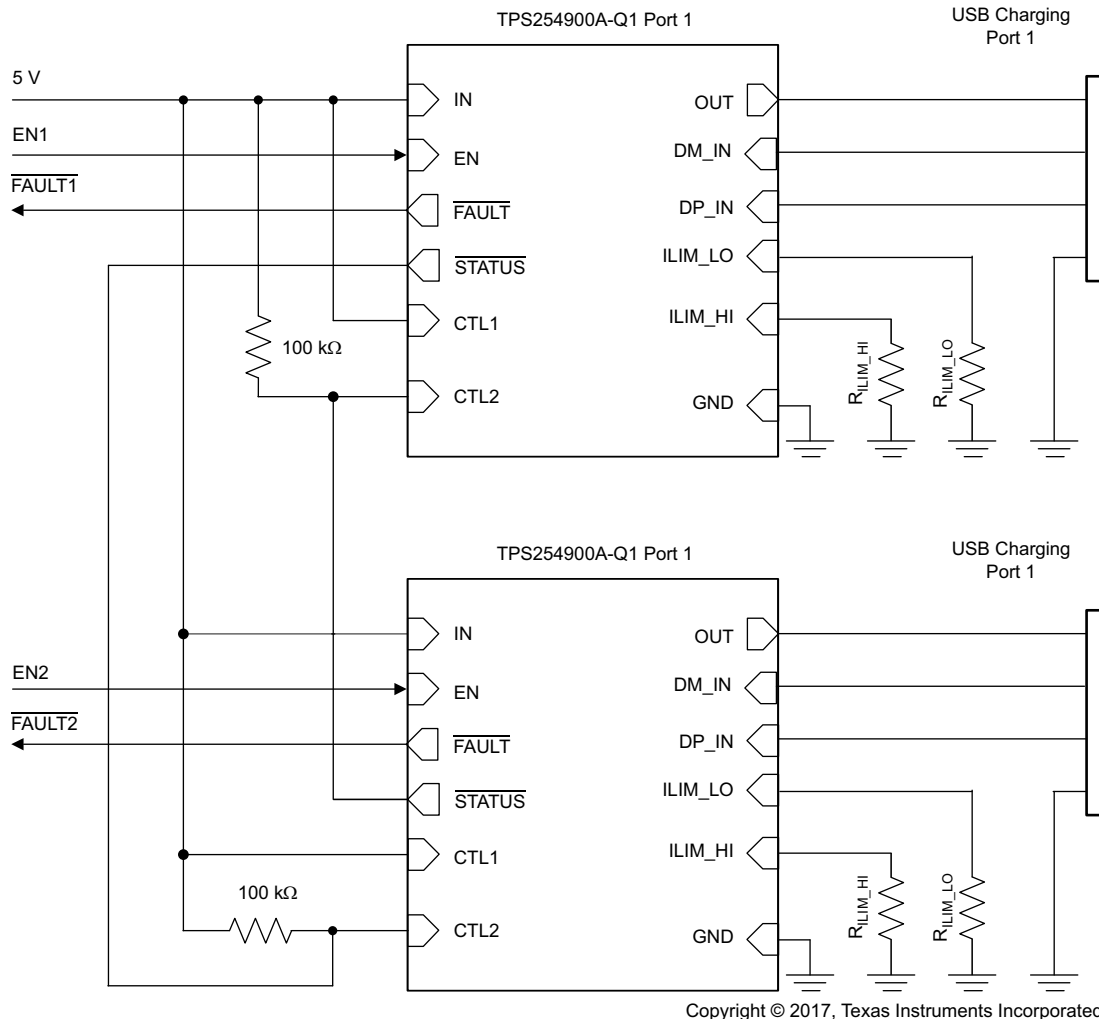 TPS254900A-Q1 Port 1
USB Charging
Port 1
5 V
EN1
FAULT1
IN
EN
FAULT
STATUS
CTL1
100 kΩ
CTL2
OUT
DM_IN
DP_IN
ILIM_LO
ILIM_HI
GND
RILIM_HI
RILIM_LO
TPS254900A-Q1 Port 1
USB Charging
Port 1
EN2
FAULT2
IN
EN
FAULT
STATUS
CTL1
100 kΩ
CTL2
OUT
DM_IN
DP_IN
ILIM_LO
ILIM_HI
GND
RILIM_HI
RILIM_LO
Copyright © 2017, Texas Instruments Incorporated